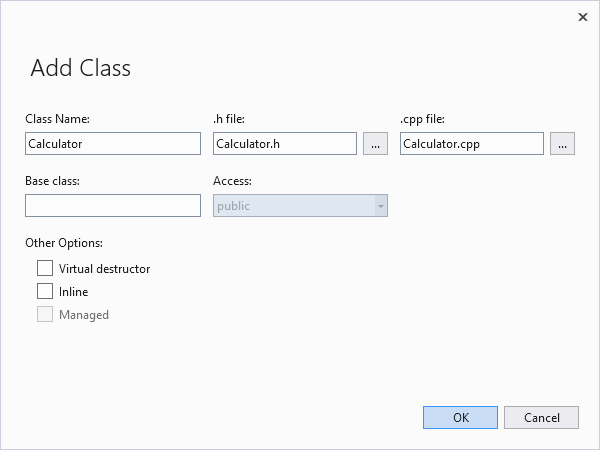 Add Class
Class Name: .h file: .cpp file:
Calculator Calculator.h ... Calculator.cpp ...
Base class: Access:
public
Other Options:
Virtual destructor
Inline
Managed
OK Cancel